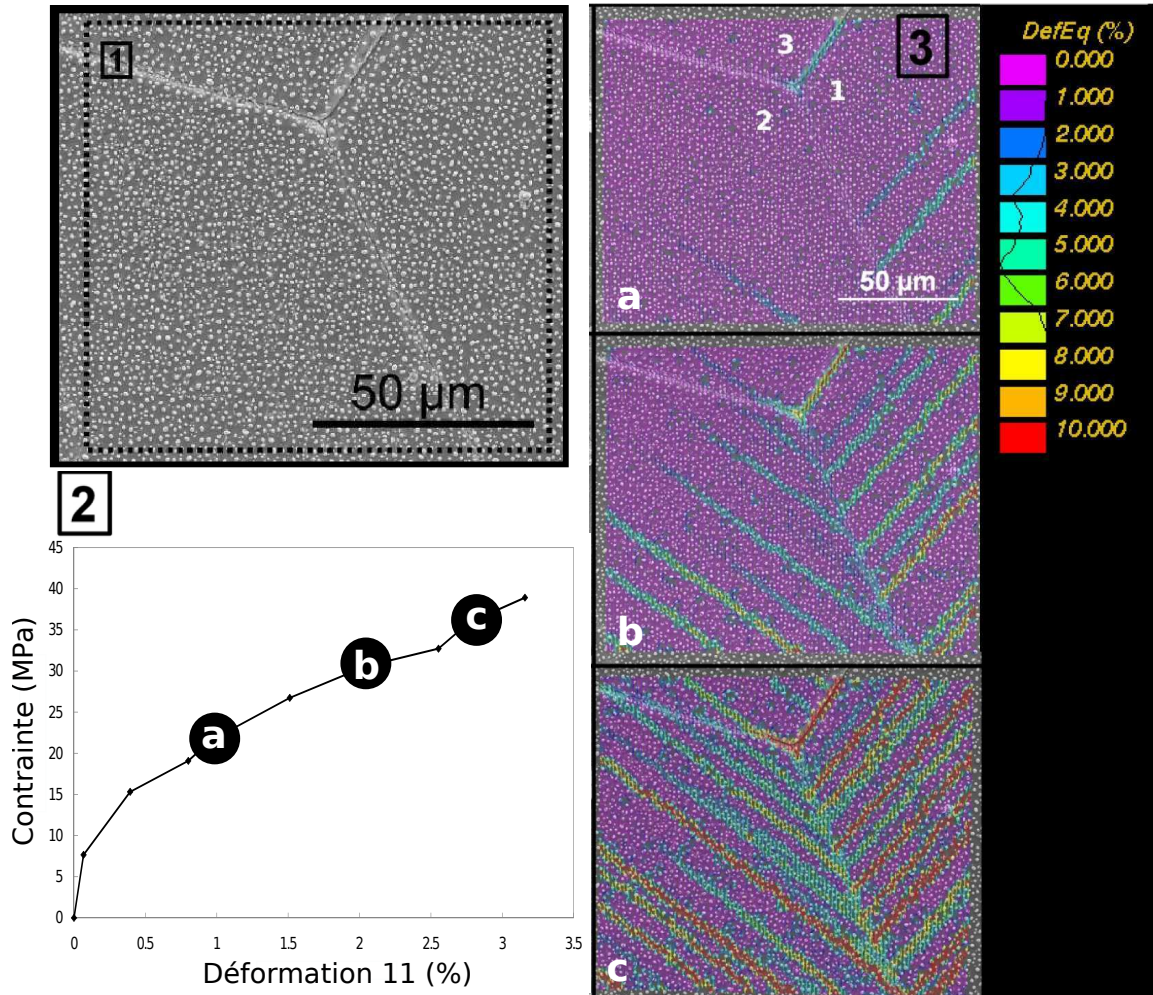 1
50 µm
2
45
40
35
30
25
20
15
10
5
0
0 0.5 1 1.5 2 2.5 3 3.5
Contrainte (MPa)
Déformation 11 (%)
a
b
c
3
3
1
2
50 µm
a
b
c
DefEq (%)
0.000
1.000
2.000
3.000
4.000
5.000
6.000
7.000
8.000
9.000
10.000